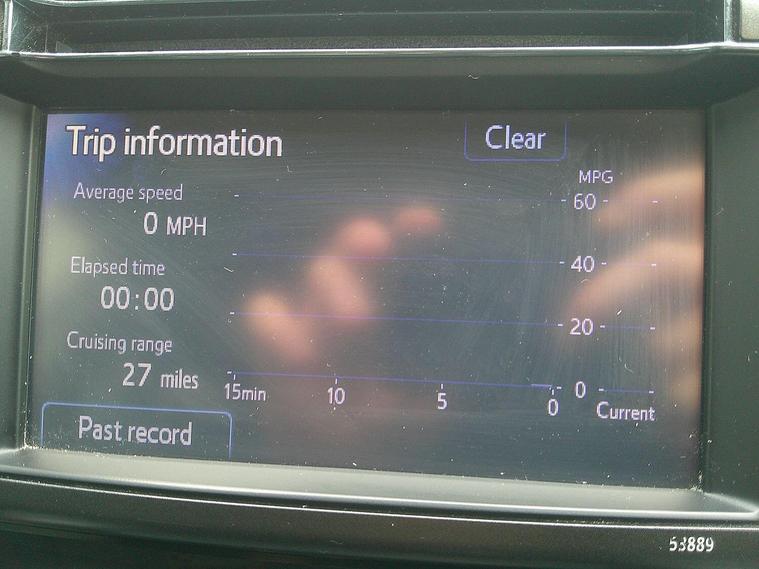 Trip information
Clear
Average speed
0 MPH
Elapsed time
00:00
Cruising range
27 miles
MPG
60
40
20
0
15min
10
5
0
Current
Past record
53889